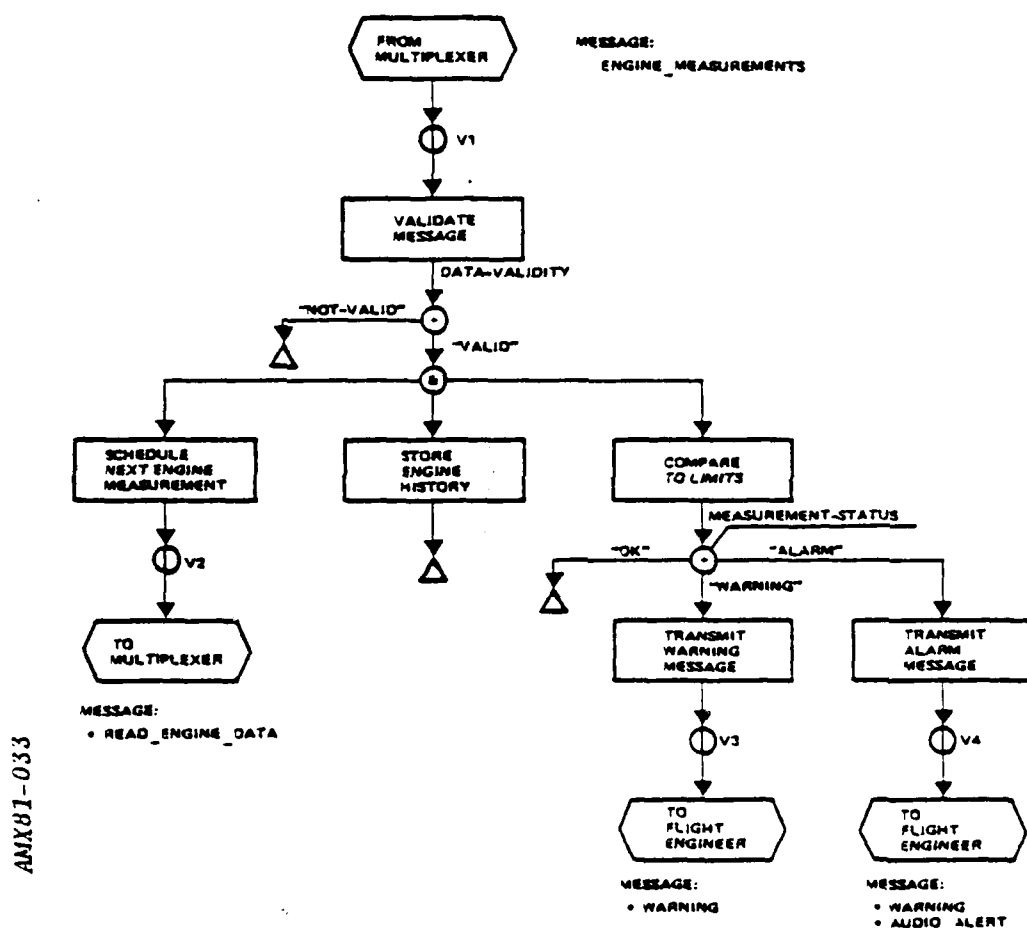 FROM
MULTIPLEXER
MESSAGE:
ENGINE_MEASUREMENTS
V1
VALIDATE
MESSAGE
DATA-VALIDITY
"NOT-VALID"
+
"VALID"
&
SCHEDULE
NEXT ENGINE
MEASUREMENT
STORE
ENGINE
HISTORY
COMPARE
TO LIMITS
MEASUREMENT-STATUS
V2
"OK"
+
"ALARM"
"WARNING"
TO
MULTIPLEXER
TRANSMIT
WARNING
MESSAGE
TRANSMIT
ALARM
MESSAGE
MESSAGE:
• READ_ENGINE_DATA
V3
V4
TO
FLIGHT
ENGINEER
TO
FLIGHT
ENGINEER
MESSAGE:
• WARNING
MESSAGE:
• WARNING
• AUDIO_ALERT
AMX81-033